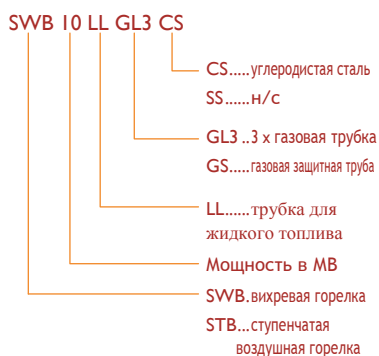 SWB 10 LL GL3 CS
CS.....углеродистая сталь
SS......н/с
GL3 ..3 x газовая трубка
GS.....газовая защитная труба
LL......трубка для
жидкого топлива
Мощность в МВ
SWB.вихревая горелка
STB...ступенчатая
воздушная горелка